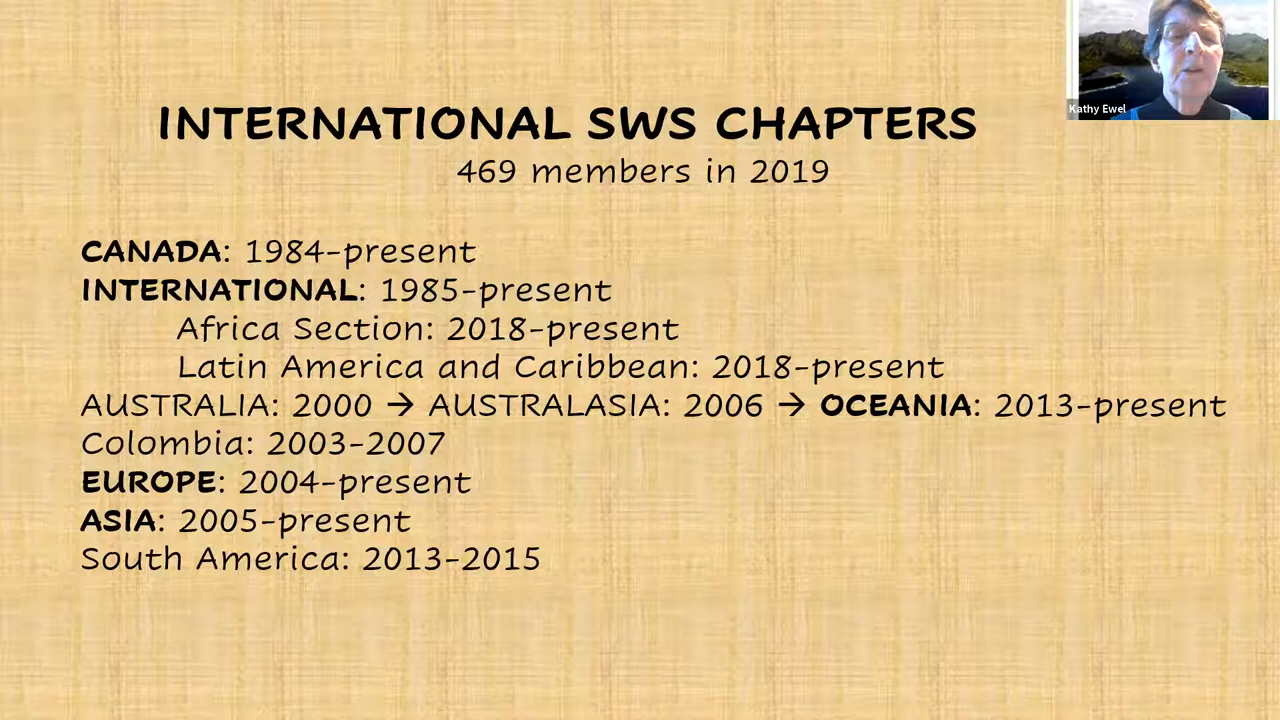 INTERNATIONAL SWS CHAPTERS
Kathy Ewel
469 members in 2019
CANADA: 1984-present
INTERNATIONAL: 1985-present
Africa Section: 2018-present
Latin America and Caribbean: 2018-present
AUSTRALIA: 2000 → AUSTRALASIA: 2006 → OCEANIA: 2013-present
Colombia: 2003-2007
EUROPE: 2004-present
ASIA: 2005-present
South America: 2013-2015